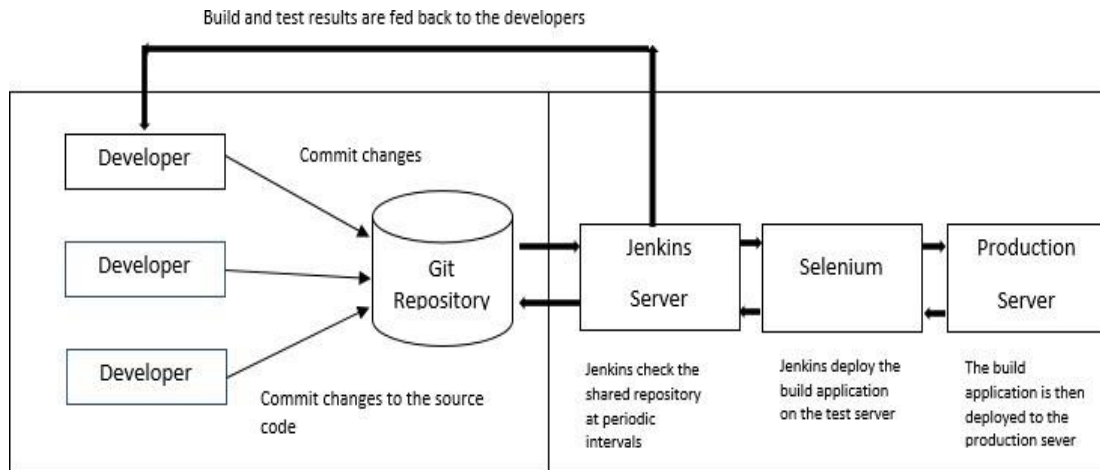 Build and test results are fed back to the developers
Developer
Commit changes
Developer
Developer
Commit changes to the source
code
Git
Repository
Jenkins
Server
Selenium
Production
Server
Jenkins check the
shared repository
at periodic
intervals
Jenkins deploy the
build application
on the test server
The build
application is then
deployed to the
production sever